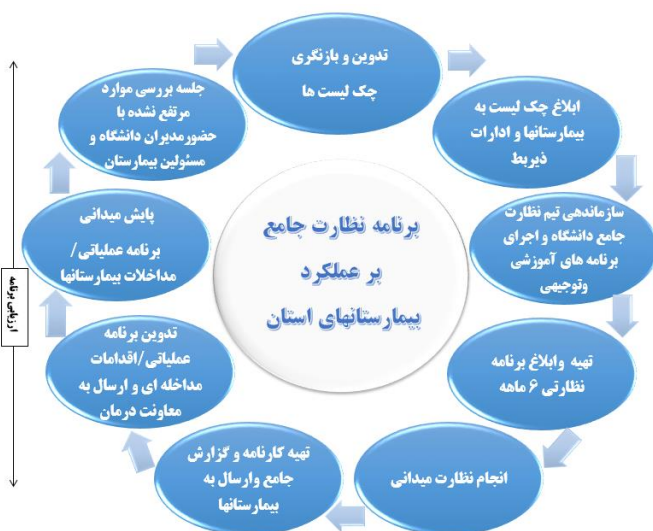 تدوین و بازنگری
چک لیست ها
ابلاغ چک لیست به
بیمارستانها و ادارات
ذیربط
سازماندهی تیم نظارت
جامع دانشگاه و اجرای
برنامه های آموزشی
وتوجیهی
تهیه وابلاغ برنامه
نظارتی ۶ ماهه
انجام نظارت میدانی
تهیه کارنامه و گزارش
جامع وارسال به
بیمارستانها
تدوین برنامه
عملیاتی/اقدامات
مداخله ای و ارسال به
معاونت درمان
پایش میدانی
برنامه عملیاتی/
مداخلات بیمارستانها
جلسه بررسی موارد
مرتفع نشده با
حضورمدیران دانشگاه و
مسئولین بیمارستان
برنامه نظارت جامع
بر عملکرد
بیمارستانهای استان
ارزیابی برنامه